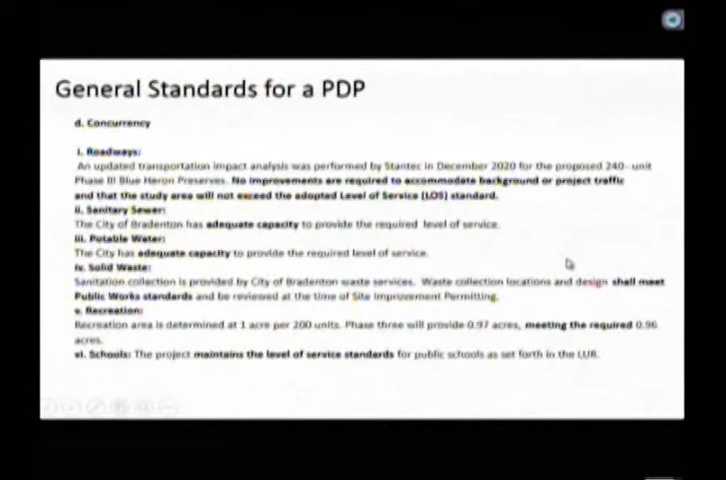 General Standards for a PDP
d. Concurrency
i. Roadways:
An updated transportation impact analysis was performed by Stantec in December 2020 for the proposed 240- unit
Phase III Blue Heron Preserves. No improvements are required to accommodate background or project traffic
and that the study area will not exceed the adopted Level of Service (LOS) standard.
ii. Sanitary Sewer:
The City of Bradenton has adequate capacity to provide the required level of service.
iii. Potable Water:
The City has adequate capacity to provide the required level of service.
iv. Solid Waste:
Sanitation collection is provided by City of Bradenton waste services. Waste collection locations and design shall meet
Public Works standards and be reviewed at the time of Site Improvement Permitting.
v. Recreation:
Recreation area is determined at 1 acre per 200 units. Phase three will provide 0.97 acres, meeting the required 0.96
acres.
vi. Schools: The project maintains the level of service standards for public schools as set forth in the LUR.